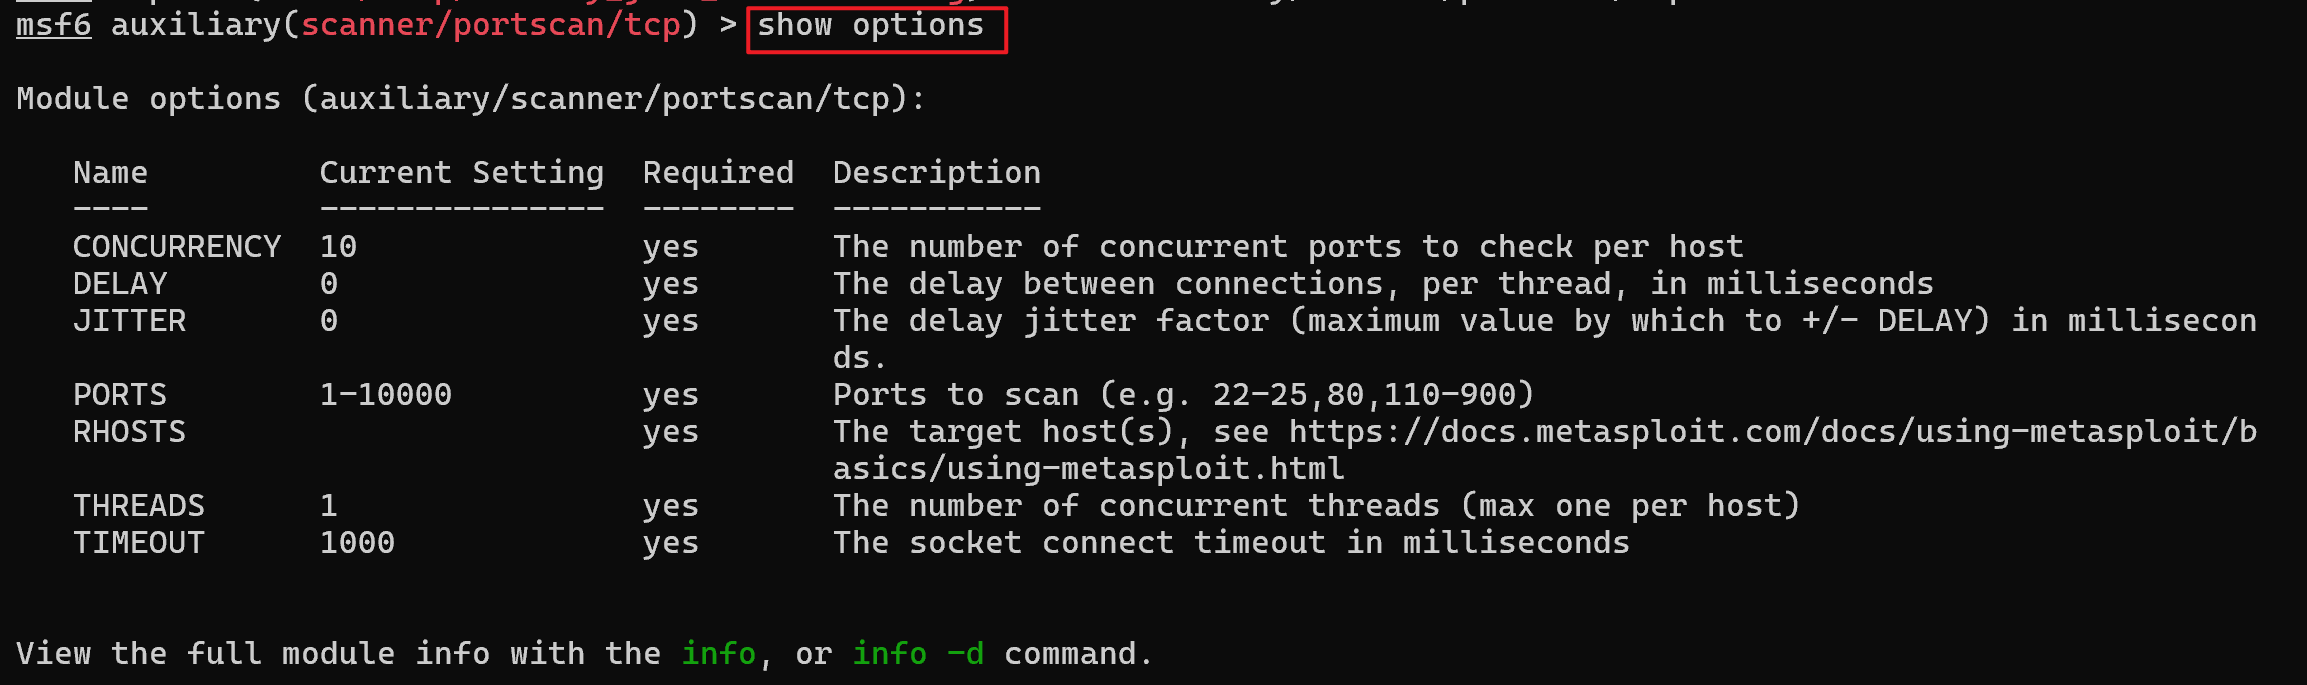 msf6 auxiliary(scanner/portscan/tcp) > show options
Module options (auxiliary/scanner/portscan/tcp):
Name Current Setting Required Description
---- --------------- -------- -----------
CONCURRENCY 10 yes The number of concurrent ports to check per host
DELAY 0 yes The delay between connections, per thread, in milliseconds
JITTER 0 yes The delay jitter factor (maximum value by which to +/- DELAY) in millisecon
ds.
PORTS 1-10000 yes Ports to scan (e.g. 22-25,80,110-900)
RHOSTS yes The target host(s), see https://docs.metasploit.com/docs/using-metasploit/b
asics/using-metasploit.html
THREADS 1 yes The number of concurrent threads (max one per host)
TIMEOUT 1000 yes The socket connect timeout in milliseconds
View the full module info with the info, or info -d command.